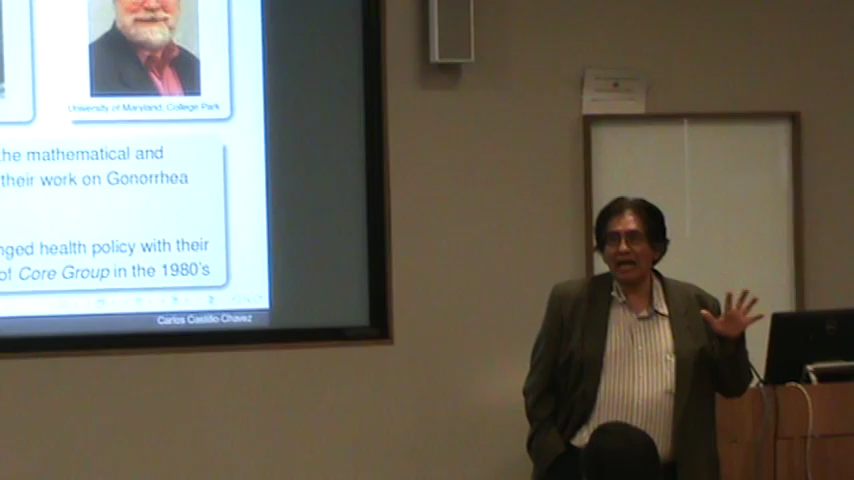 University of Maryland, College Park
the mathematical and
their work on Gonorrhea
nged health policy with their
of Core Group in the 1980's
Carlos Castillo-Chavez